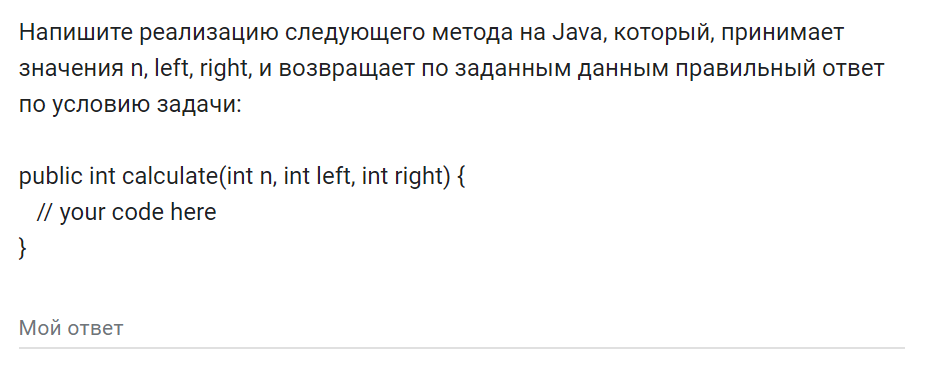 Напишите реализацию следующего метода на Java, который, принимает
значения n, left, right, и возвращает по заданным данным правильный ответ
по условию задачи:
public int calculate(int n, int left, int right) {
// your code here
}
Мой ответ